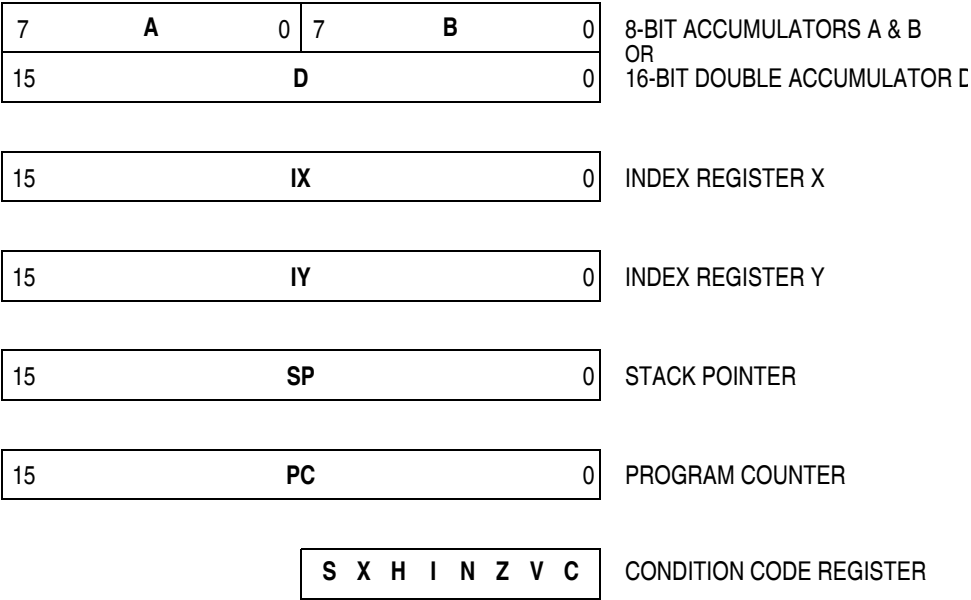 7 A 0 7 B 0 8-BIT ACCUMULATORS A & B
OR
15 D 0 16-BIT DOUBLE ACCUMULATOR D
15 IX 0 INDEX REGISTER X
15 IY 0 INDEX REGISTER Y
15 SP 0 STACK POINTER
15 PC 0 PROGRAM COUNTER
S X H I N Z V C CONDITION CODE REGISTER